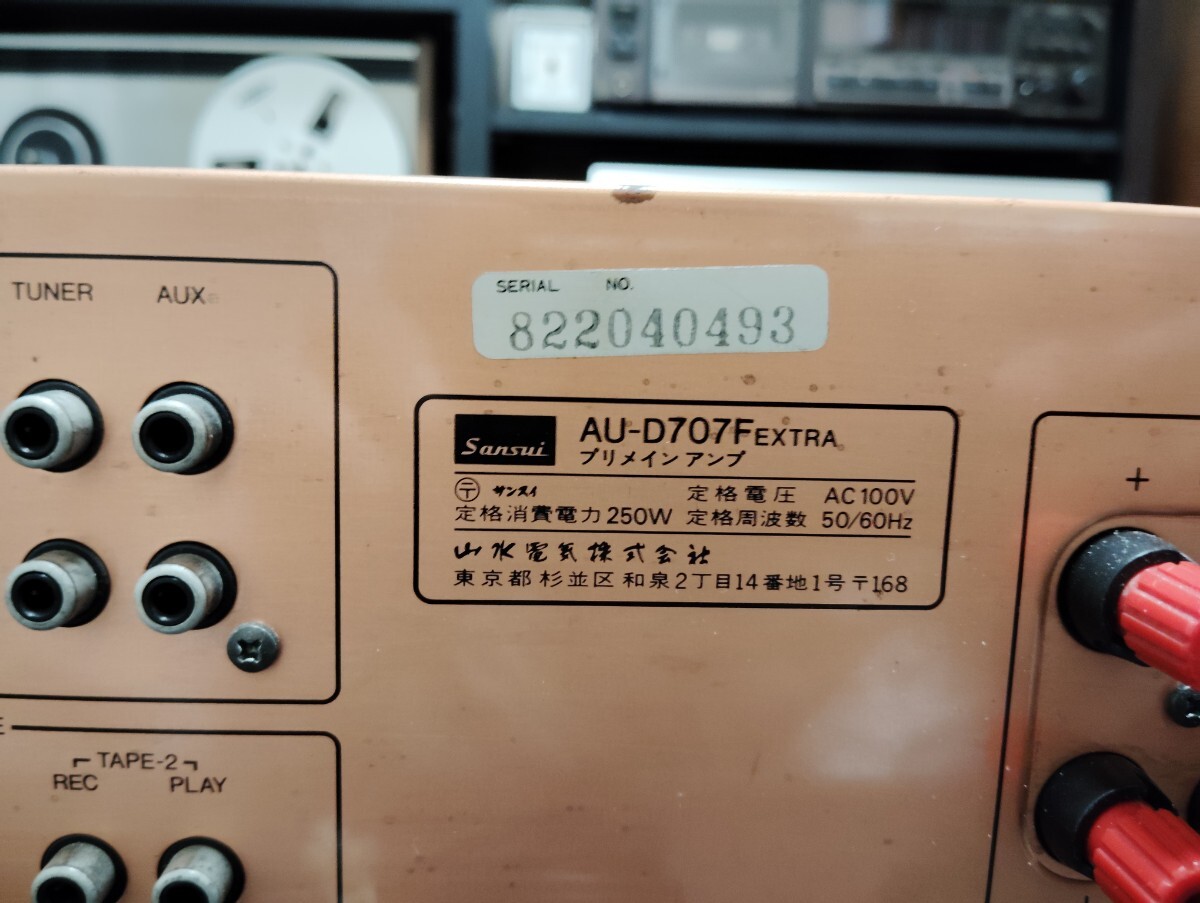 TUNER AUX
SERIAL NO.
822040493
Sansui AU-D707F EXTRA
プリメインアンプ
〒 サンスイ 定格電圧 AC100V
定格消費電力 250W 定格周波数 50/60Hz
山水電気株式会社
東京都杉並区和泉2丁目14番地1号 〒168
+
E
TAPE-2
REC PLAY